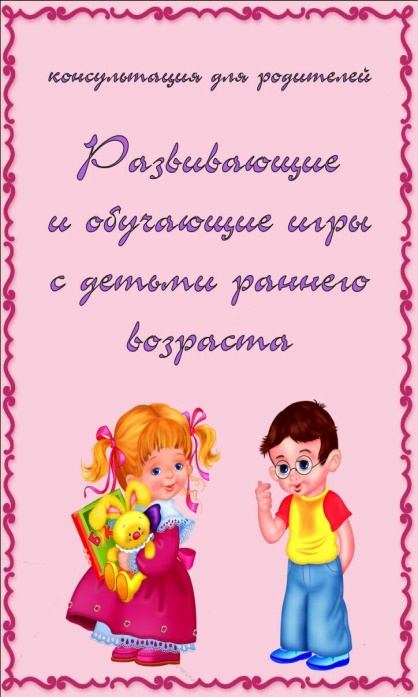 консультация для родителей
Развивающие
и обучающие игры
с детьми раннего
возраста